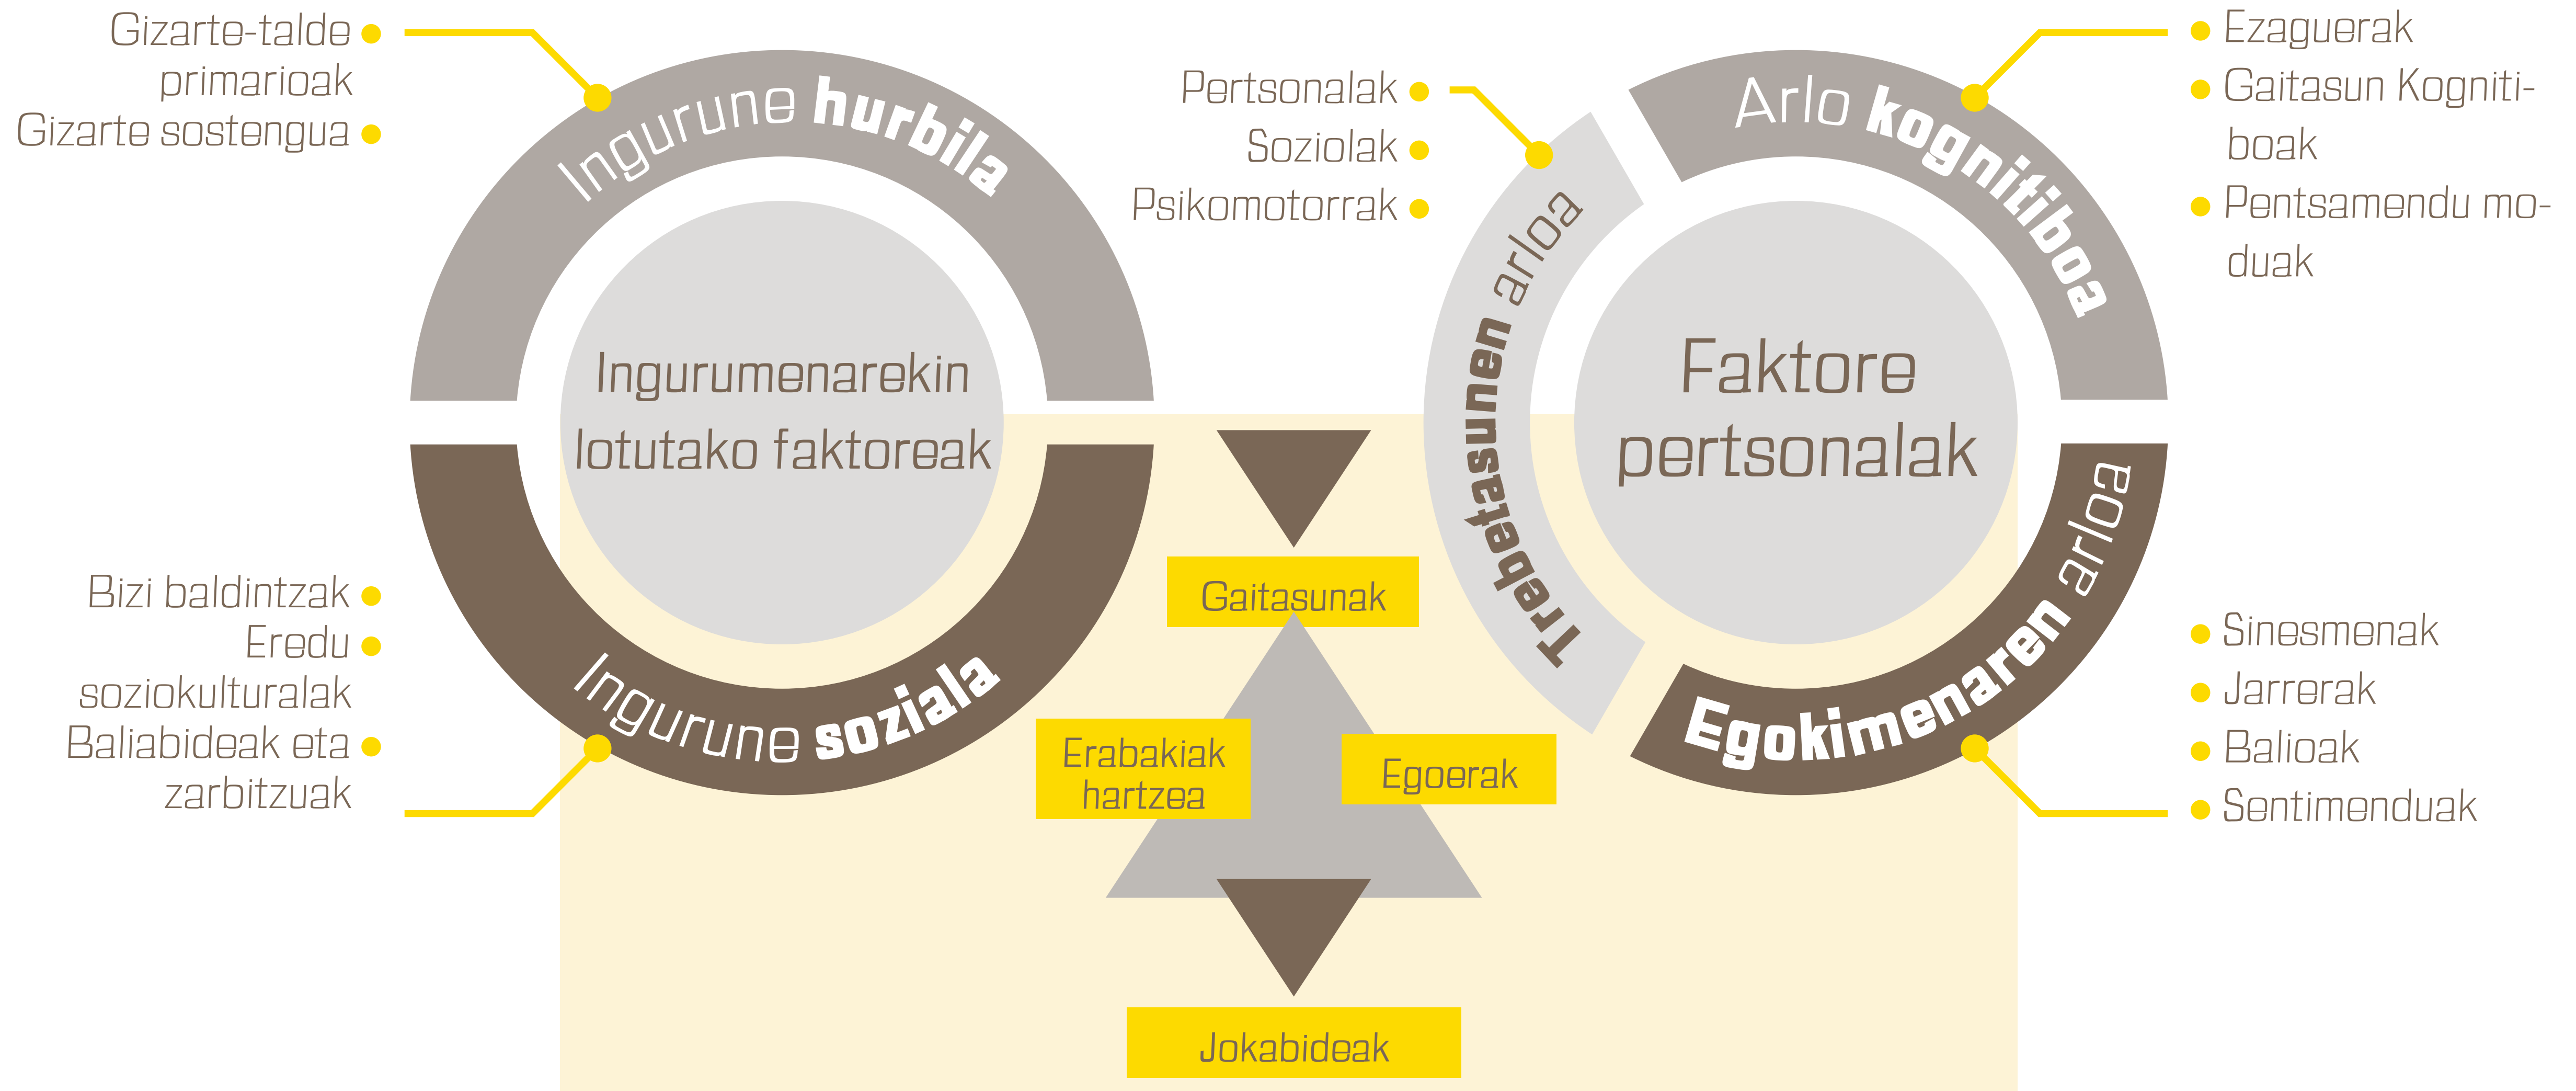 Gizarte-talde
primarioak
Gizarte sostengua
Ingurune hurbila
Ingurumenarekin
lotutako faktoreak
Ingurune soziala
Bizi baldintzak
Eredu
soziokulturalak
Baliabideak eta
zarbitzuak
Pertsonalak
Soziolak
Psikomotorrak
Trebetasunen arloa
Arlo kognitiboa
Ezaguerak
Gaitasun Kogniti-
boak
Pentsamendu mo-
duak
Faktore
pertsonalak
Egokimenaren arloa
Sinesmenak
Jarrerak
Balioak
Sentimenduak
Gaitasunak
Erabakiak
hartzea
Egoerak
Jokabideak